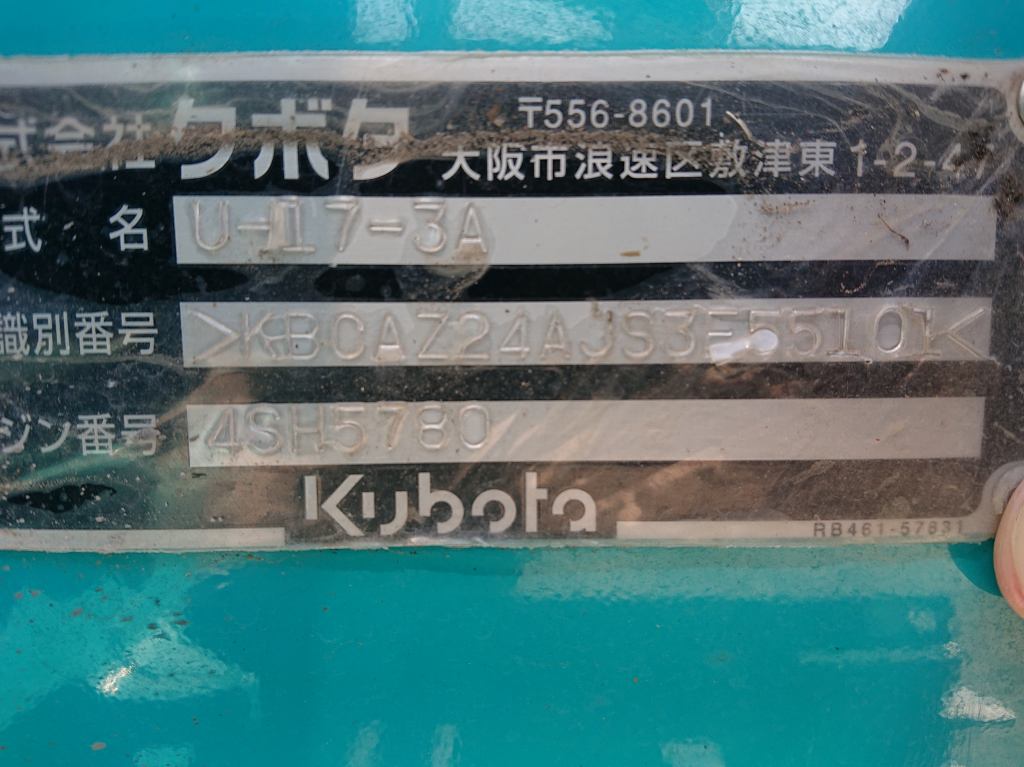 式会社クボタ
〒556-8601
大阪市浪速区敷津東1-2-47
式 名 U-17-3A
識別番号 >KBCAZ24AJS3F55101<
ジン番号 4SH5780
Kubota
RB461-57831